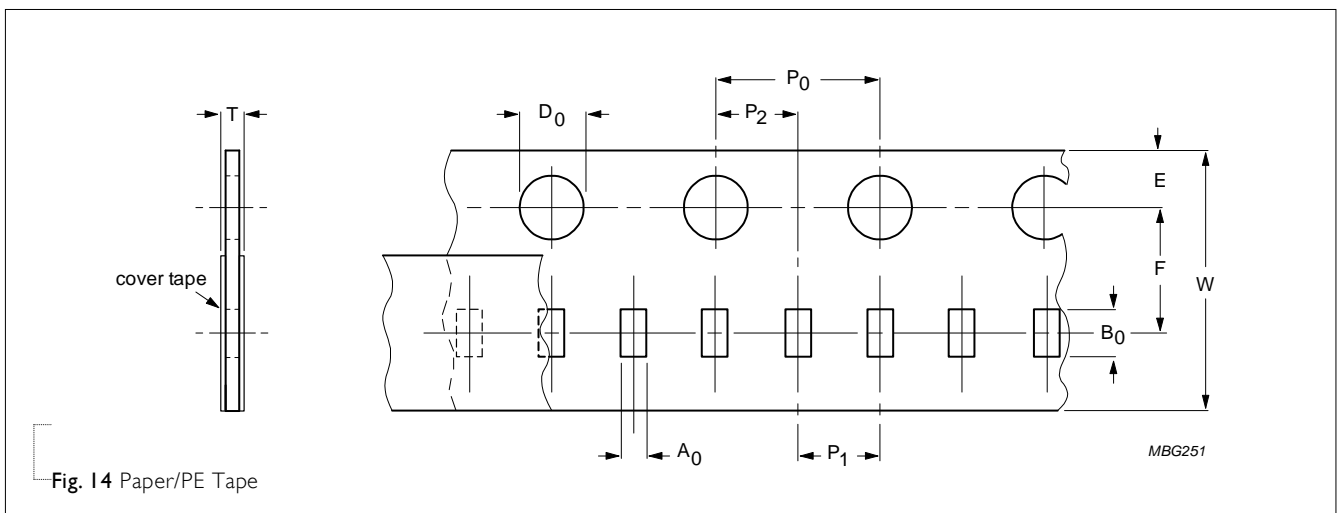 P0
T
D0
P2
E
F
W
cover tape
B0
A0
P1
MBG251
Fig. 14 Paper/PE Tape